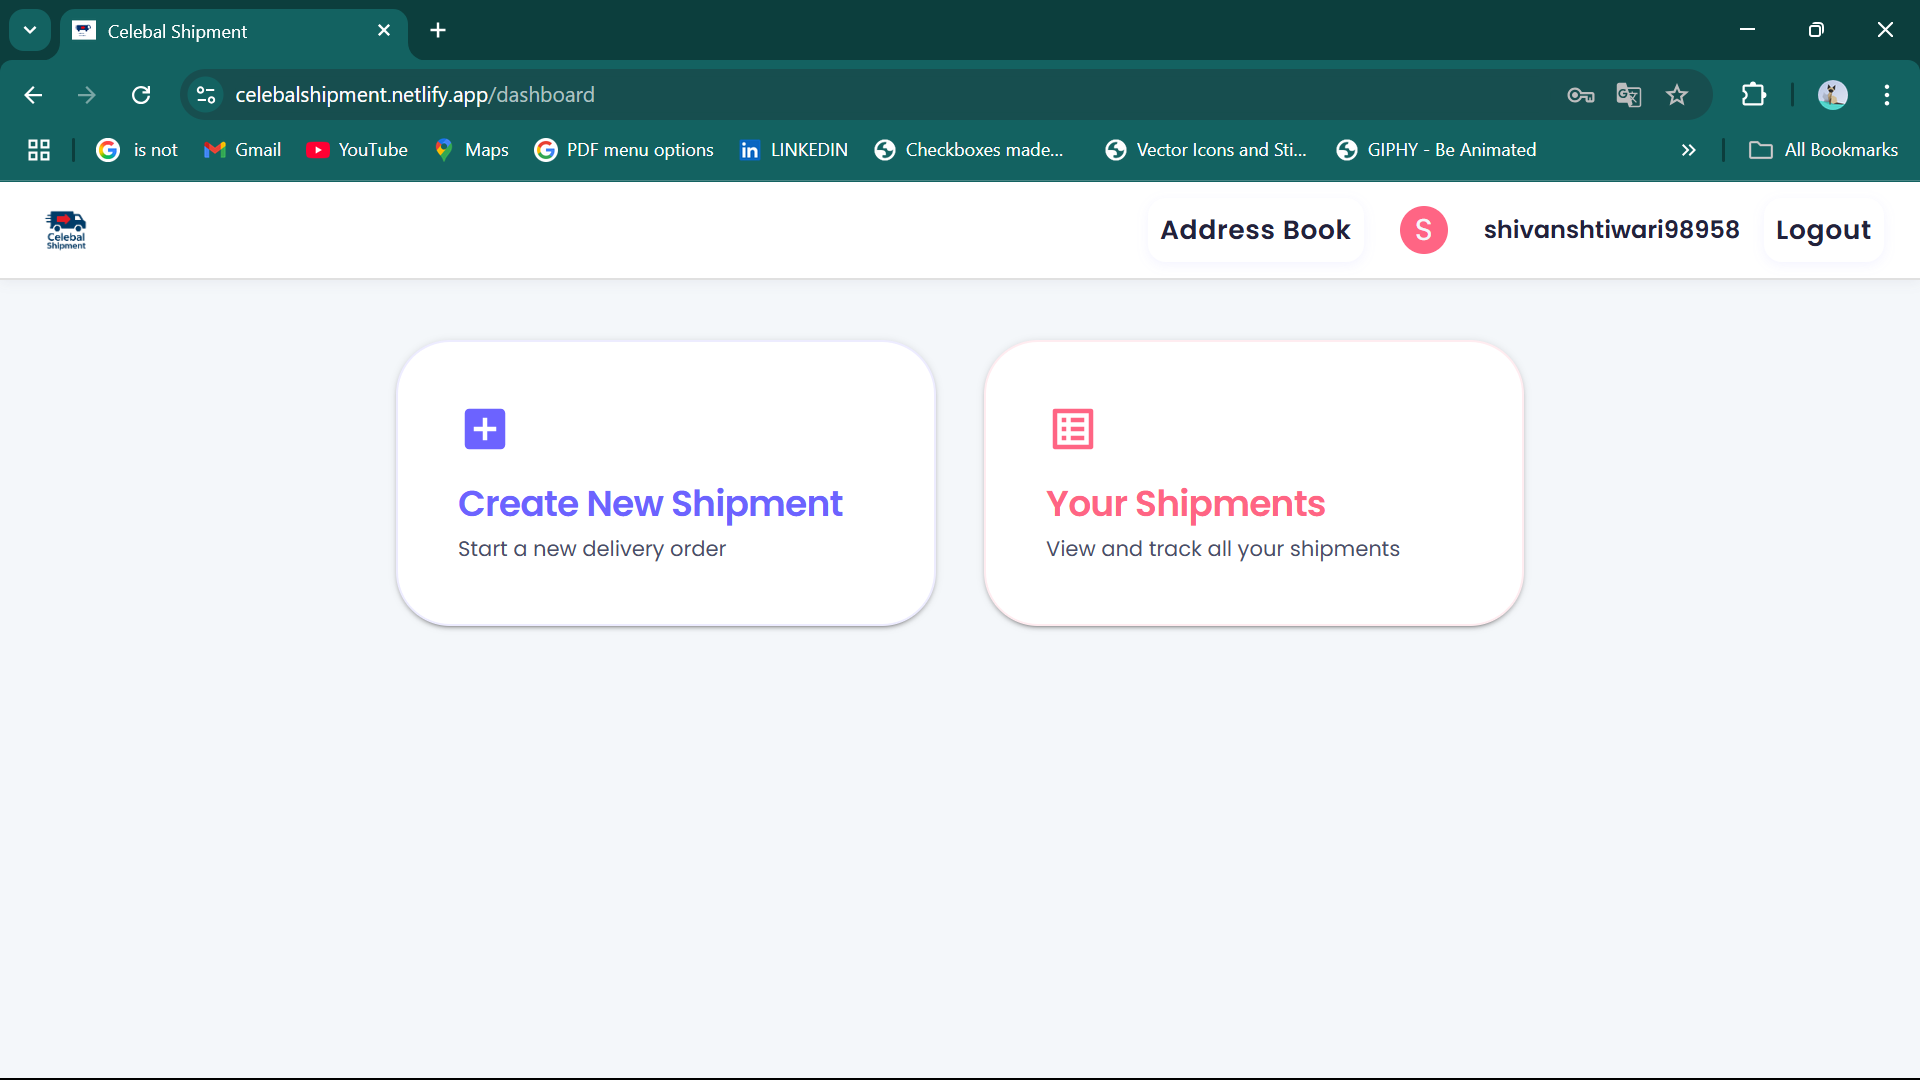 Celebal Shipment
celebalshipment.netlify.app/dashboard
is not Gmail YouTube Maps PDF menu options LINKEDIN Checkboxes made... Vector Icons and Sti... GIPHY - Be Animated All Bookmarks
Celebal
Shipment
Address Book S shivanshtiwari98958 Logout
Create New Shipment
Start a new delivery order
Your Shipments
View and track all your shipments